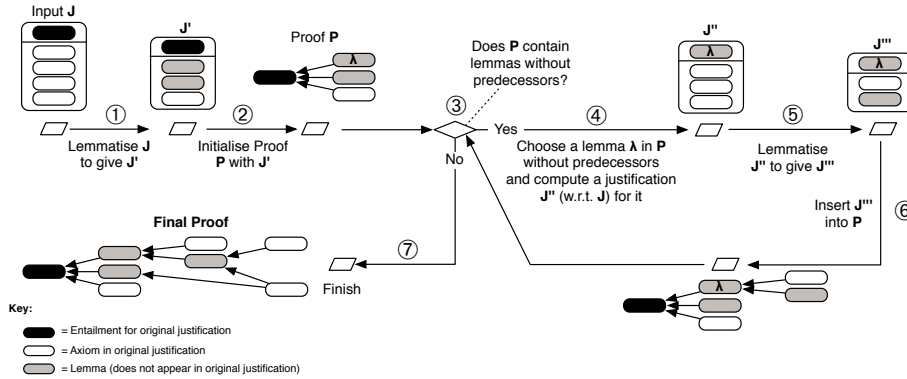 Input J
J'
Proof P
λ
Does P contain
lemmas without
predecessors?
J''
λ
J'''
λ
①
②
③
④
⑤
Yes
No
Lemmatise J
to give J'
Initialise Proof
P with J'
Choose a lemma λ in P
without predecessors
and compute a justification
J'' (w.r.t. J) for it
Lemmatise
J'' to give J'''
Insert J'''
into P
⑥
Final Proof
⑦
Finish
λ
Key:
= Entailment for original justification
= Axiom in original justification
= Lemma (does not appear in original justification)